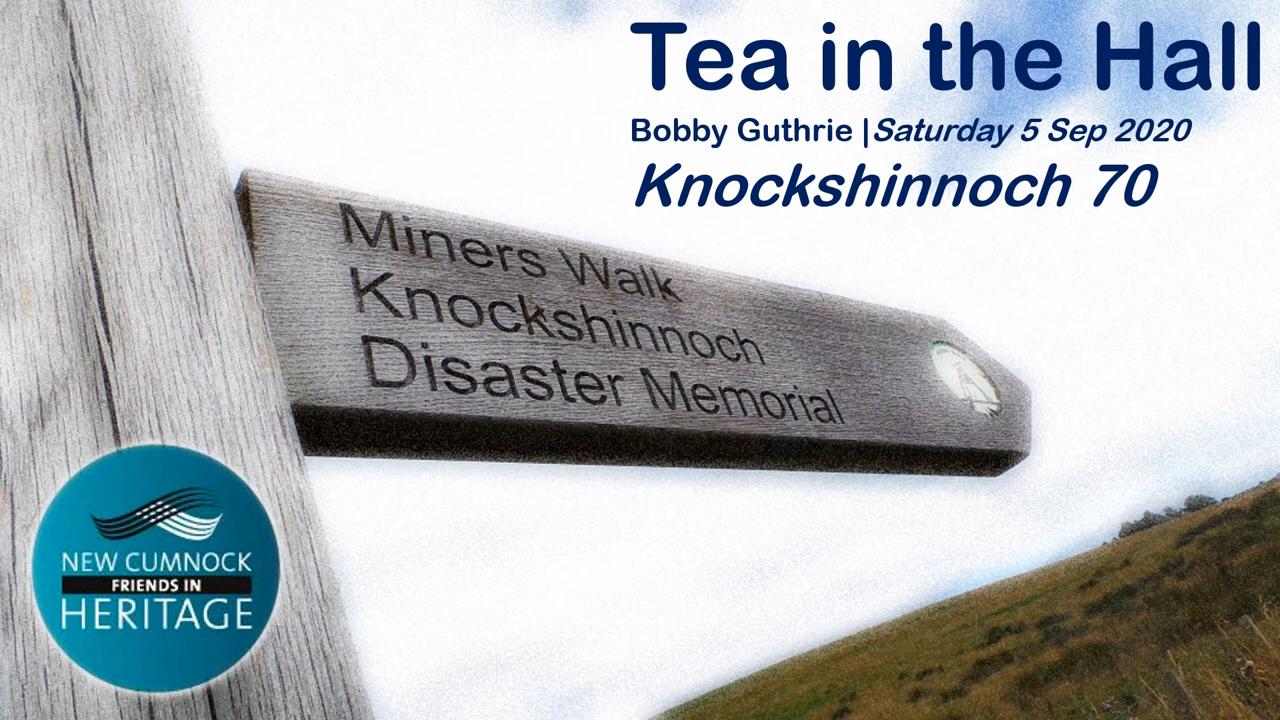 Tea in the Hall
Bobby Guthrie |Saturday 5 Sep 2020
Knockshinnoch 70
Miners Walk
Knockshinnoch
Disaster Memorial
NEW CUMNOCK
FRIENDS IN
HERITAGE